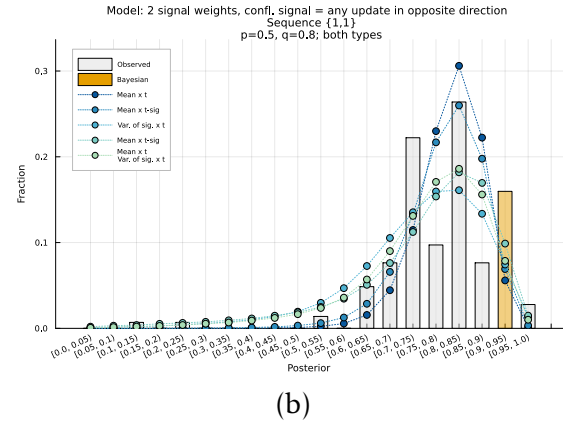 Model: 2 signal weights, confl. signal = any update in opposite direction
Sequence {1,1}
p=0.5, q=0.8; both types
Observed
Bayesian
Mean x t
Mean x t-sig
Var. of sig. x t
Mean x t-sig
Mean x t
Var. of sig. x t
Fraction
0,3
0.2
0.1
0.0
[0.0, 0.05)
[0.05, 0.1)
[0.1, 0.15)
[0.15, 0.2)
[0.2, 0.25)
[0.25, 0.3)
[0.3, 0.35)
[0.35, 0.4)
[0.4, 0.45)
[0.45, 0.5)
[0.5, 0.55)
[0.55, 0.6)
[0.6, 0.65)
[0.65, 0.7)
[0.7, 0.75)
[0.75, 0.8)
[0.8, 0.85)
[0.85, 0.9)
[0.9, 0.95)
[0.95, 1.0)
Posterior
(b)